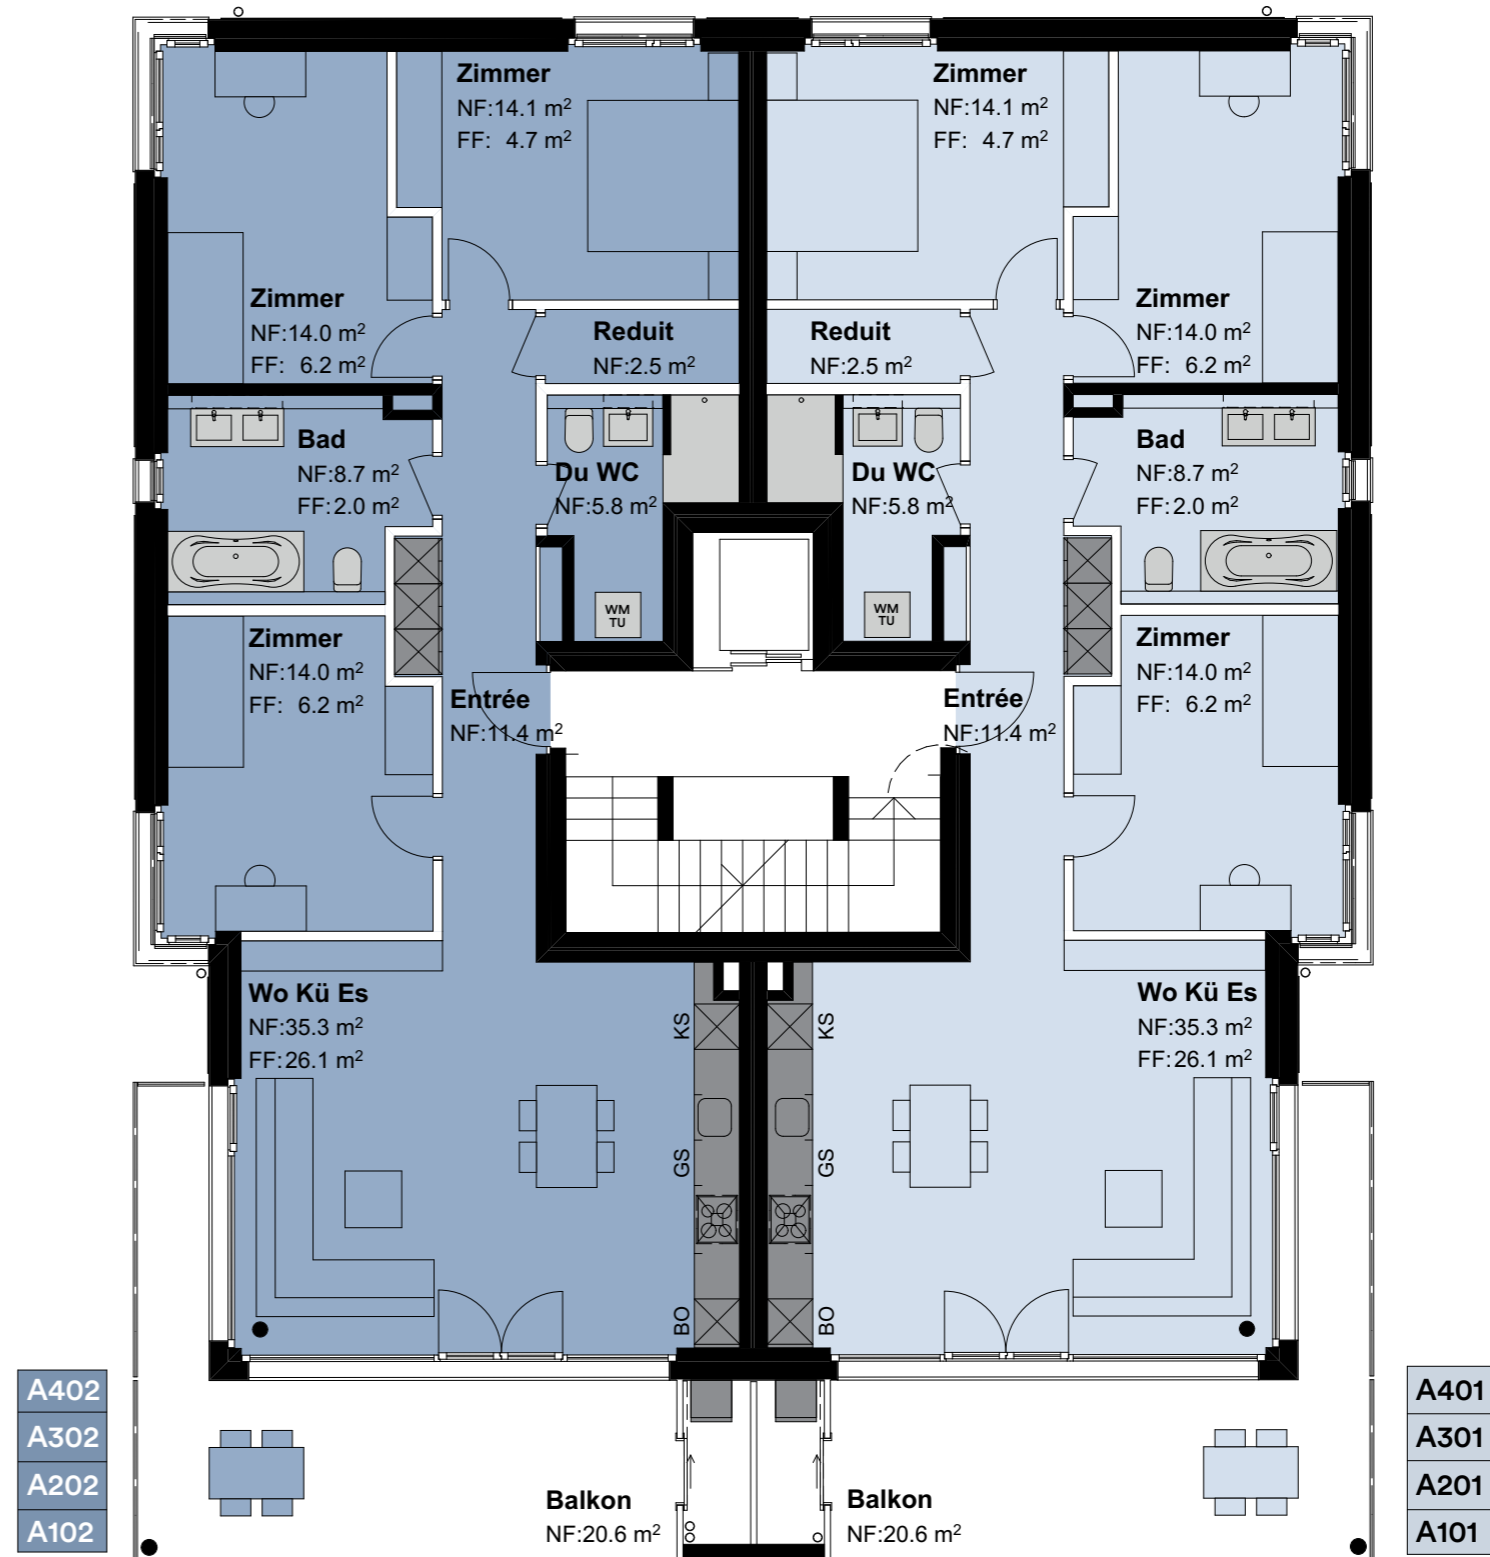 Zimmer
NF:14.1 m²
FF: 4.7 m²
Zimmer
NF:14.1 m²
FF: 4.7 m²
Zimmer
NF:14.0 m²
FF: 6.2 m²
Reduit
NF:2.5 m²
Reduit
NF:2.5 m²
Zimmer
NF:14.0 m²
FF: 6.2 m²
Bad
NF:8.7 m²
FF:2.0 m²
Du WC
NF:5.8 m²
Du WC
NF:5.8 m²
Bad
NF:8.7 m²
FF:2.0 m²
WM
TU
WM
TU
Zimmer
NF:14.0 m²
FF: 6.2 m²
Entrée
NF:11.4 m²
Entrée
NF:11.4 m²
Zimmer
NF:14.0 m²
FF: 6.2 m²
Wo Kü Es
NF:35.3 m²
FF:26.1 m²
KS
GS
BO
KS
GS
BO
Wo Kü Es
NF:35.3 m²
FF:26.1 m²
A402
A302
A202
A102
Balkon
NF:20.6 m²
Balkon
NF:20.6 m²
A401
A301
A201
A101